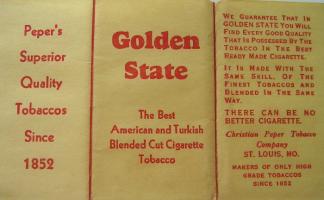 Peper's
Superior
Quality
Tobaccos
Since
1852
Golden
State
The Best
American and Turkish
Blended Cut Cigarette
Tobacco
WE GUARANTEE THAT IN
GOLDEN STATE YOU WILL
FIND EVERY GOOD QUALITY
THAT IS POSSESSED BY THE
TOBACCO IN THE BEST
READY MADE CIGARETTE.
IT IS MADE WITH THE
SAME SKILL, OF THE
FINEST TOBACCOS AND
BLENDED IN THE SAME
WAY.
THERE CAN BE NO
BETTER CIGARETTE.
Christian Peper Tobacco
Company
ST. LOUIS, MO.
MAKERS OF ONLY HIGH
GRADE TOBACCOS
SINCE 1852